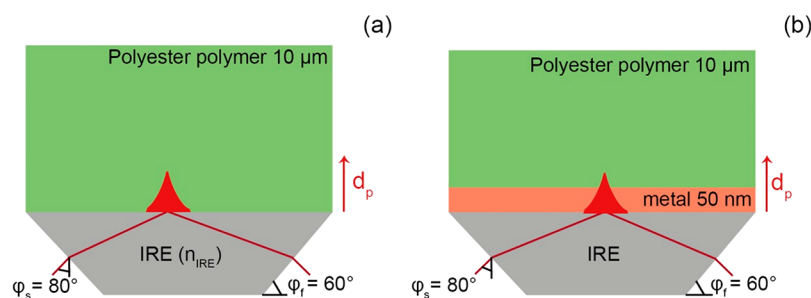 (a)
Polyester polymer 10 µm
dp
IRE (nIRE)
φs = 80°
φf = 60°
(b)
Polyester polymer 10 µm
dp
metal 50 nm
IRE
φs = 80°
φf = 60°